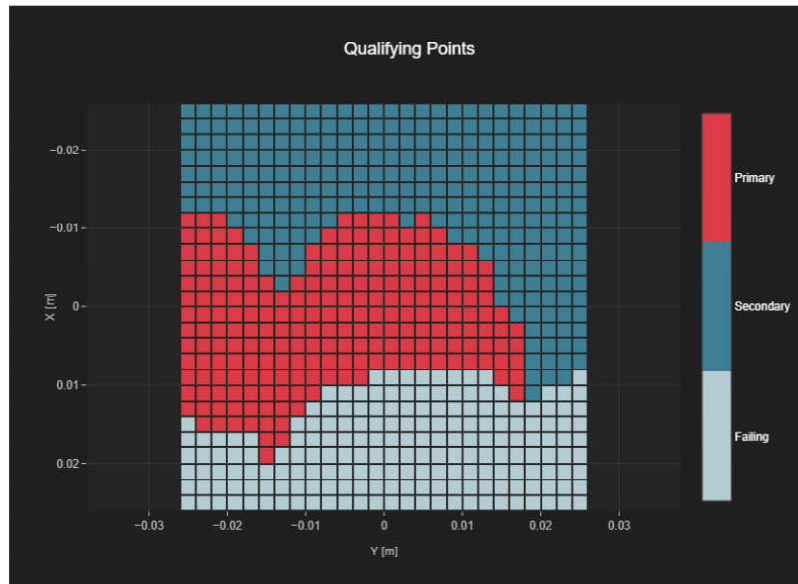 Qualifying Points
−0.02
−0.01
0
0.01
0.02
X [m]
−0.03
−0.02
−0.01
0
0.01
0.02
0.03
Y [m]
Primary
Secondary
Failing